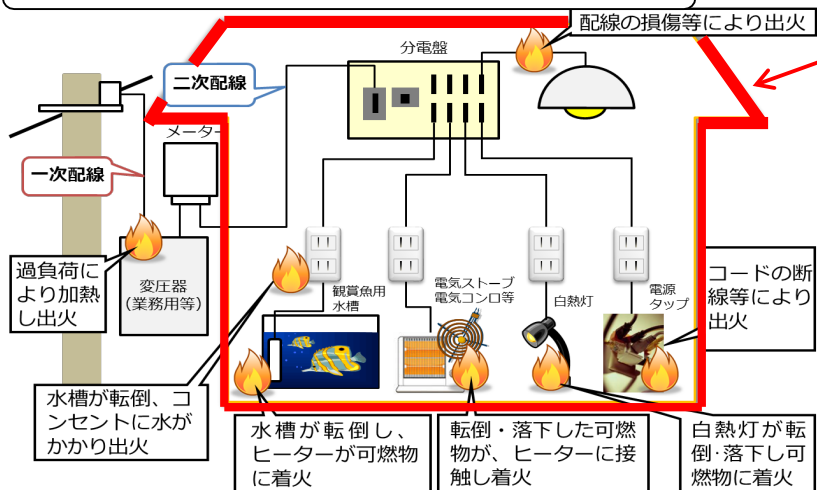 配線の損傷等により出火
分電盤
二次配線
メーター
一次配線
過負荷に
より加熱
し出火
変圧器
(業務用等)
観賞魚用
水槽
電気ストーブ
電気コンロ等
白熱灯
電源
タップ
コードの断
線等により
出火
水槽が転倒、コ
ンセントに水が
かかり出火
水槽が転倒し、
ヒーターが可燃物
に着火
転倒・落下した可燃
物が、ヒーターに接
触し着火
白熱灯が転
倒・落下し可
燃物に着火